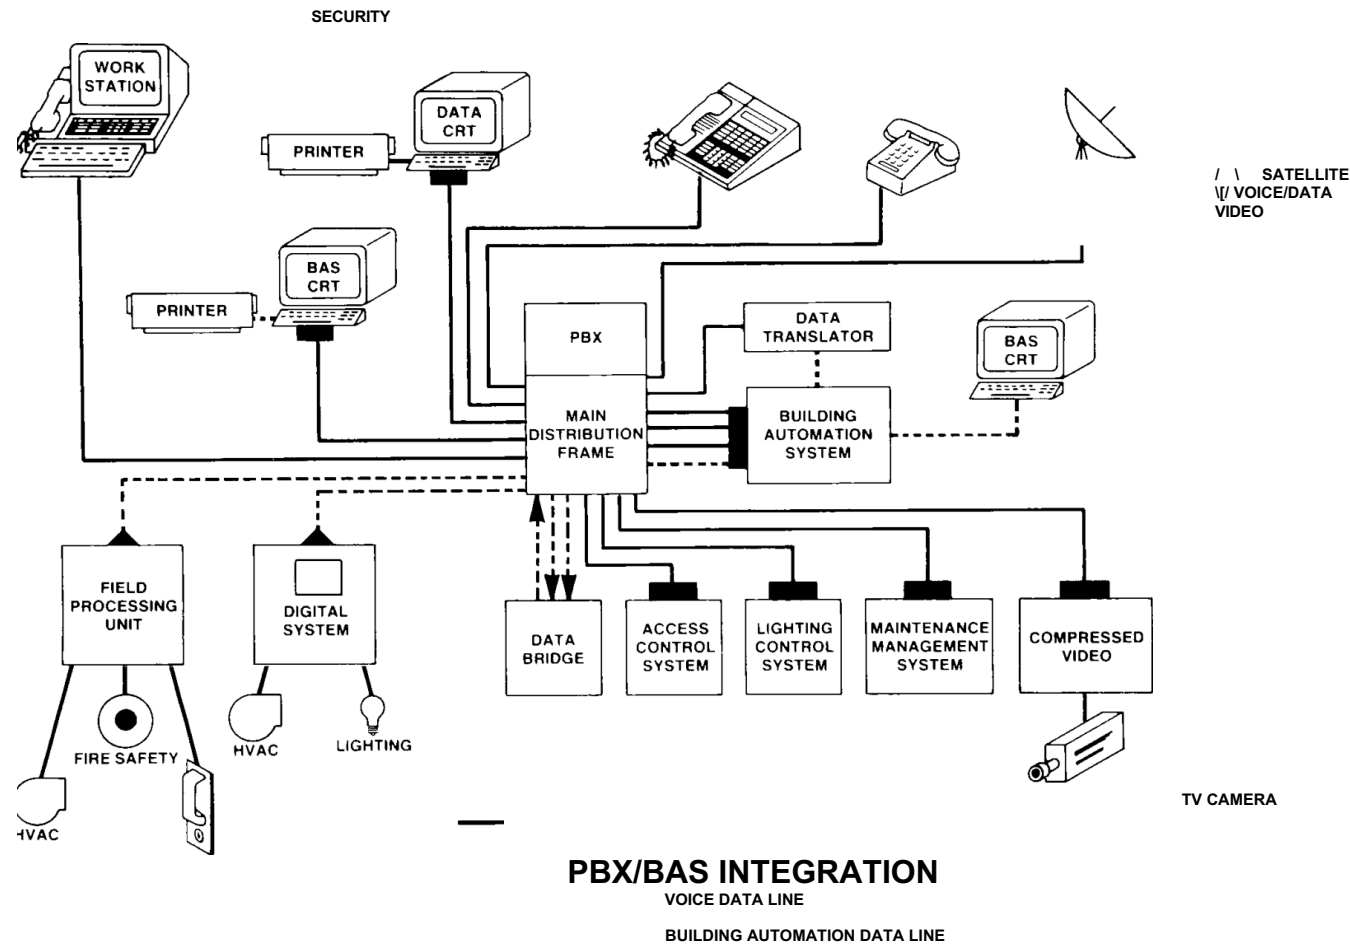 SECURITY
WORK
STATION
DATA
CRT
PRINTER
/ \ SATELLITE
\[/ VOICE/DATA
VIDEO
BAS
CRT
PRINTER
PBX
DATA
TRANSLATOR
BAS
CRT
MAIN
DISTRIBUTION
FRAME
BUILDING
AUTOMATION
SYSTEM
FIELD
PROCESSING
UNIT
DIGITAL
SYSTEM
DATA
BRIDGE
ACCESS
CONTROL
SYSTEM
LIGHTING
CONTROL
SYSTEM
MAINTENANCE
MANAGEMENT
SYSTEM
COMPRESSED
VIDEO
HVAC
LIGHTING
FIRE SAFETY
HVAC
TV CAMERA
PBX/BAS INTEGRATION
VOICE DATA LINE
BUILDING AUTOMATION DATA LINE